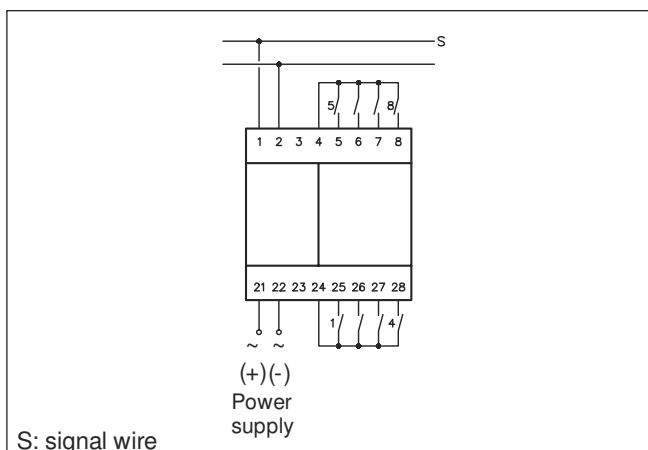 S
5 8
1 2 3 4 5 6 7 8
21 22 23 24 25 26 27 28
1 4
~ ~
(+)(-)
Power
supply
S: signal wire